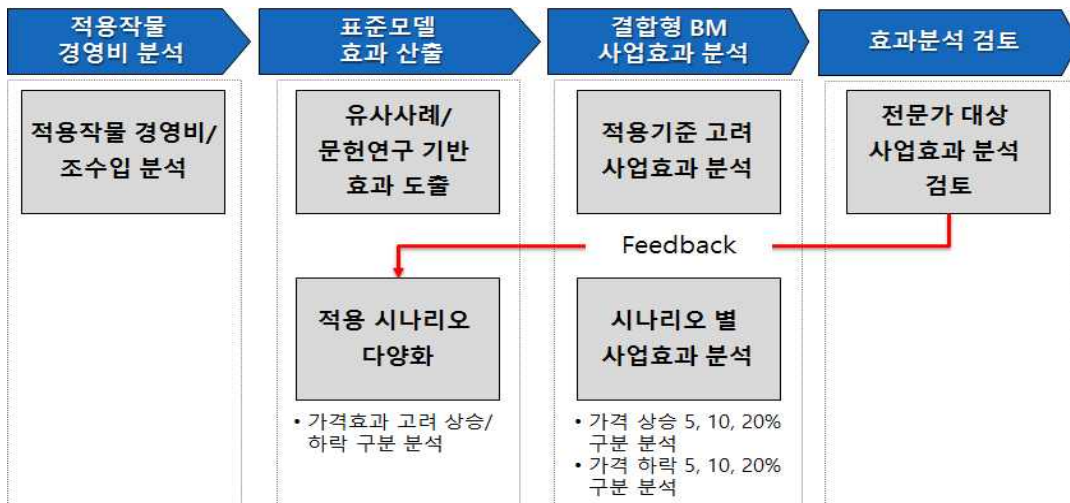 적용작물
경영비 분석
표준모델
효과 산출
결합형 BM
사업효과 분석
효과분석 검토
적용작물 경영비/
조수입 분석
유사사례/
문헌연구 기반
효과 도출
적용기준 고려
사업효과 분석
전문가 대상
사업효과 분석
검토
Feedback
적용 시나리오
다양화
시나리오 별
사업효과 분석
• 가격효과 고려 상승/
하락 구분 분석
• 가격 상승 5, 10, 20%
구분 분석
• 가격 하락 5, 10, 20%
구분 분석